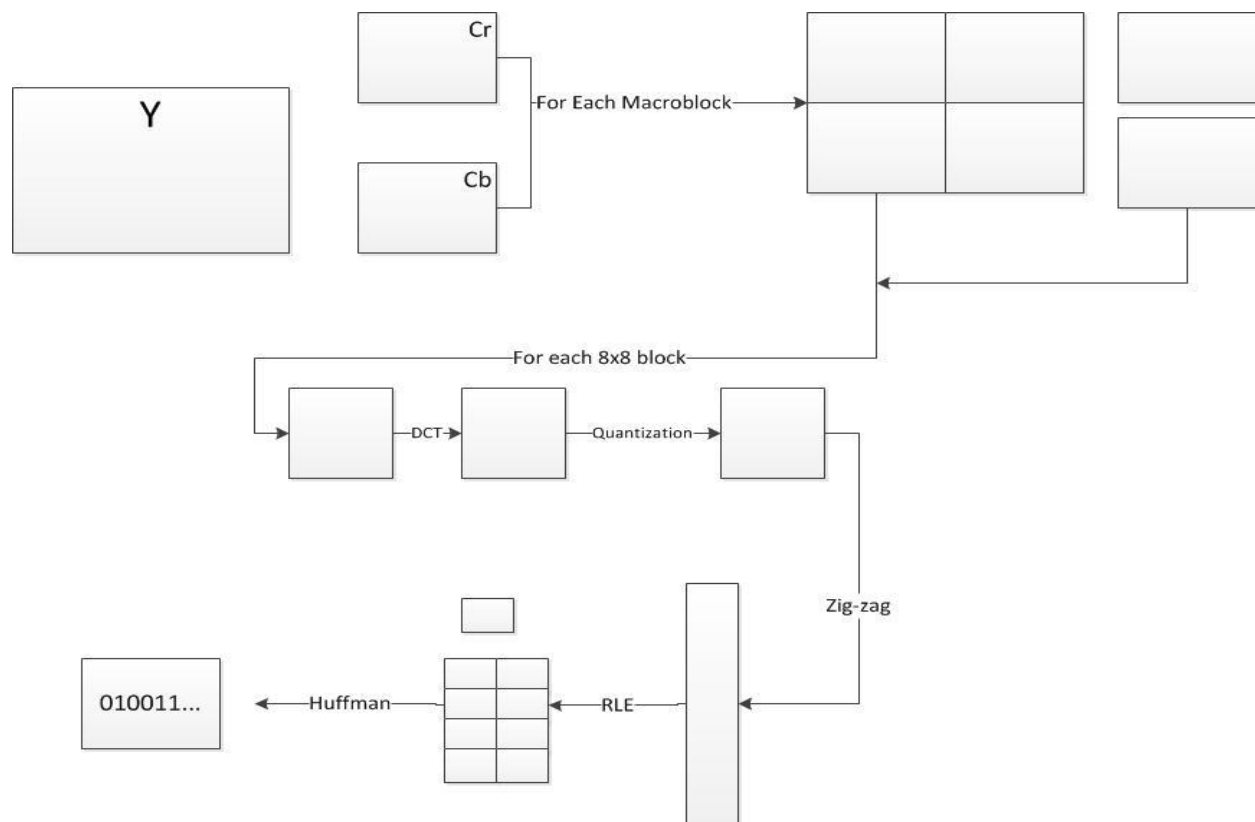 Cr
Y
For Each Macroblock
Cb
For each 8x8 block
DCT
Quantization
Zig-zag
010011...
Huffman
RLE